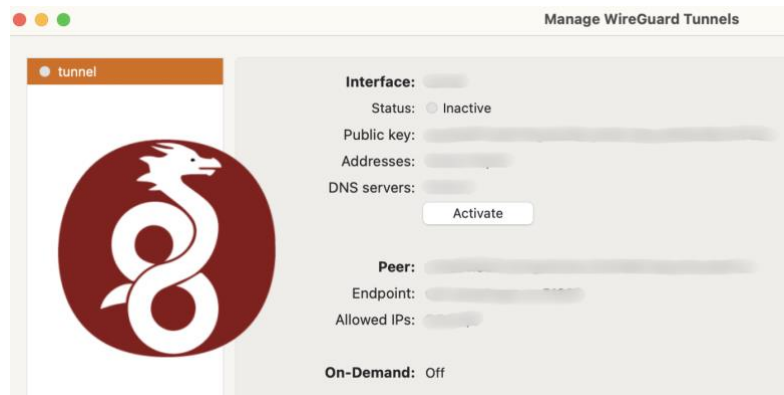 Manage WireGuard Tunnels
tunnel
Interface:
Status: Inactive
Public key:
Addresses:
DNS servers:
Activate
Peer:
Endpoint:
Allowed IPs:
On-Demand: Off